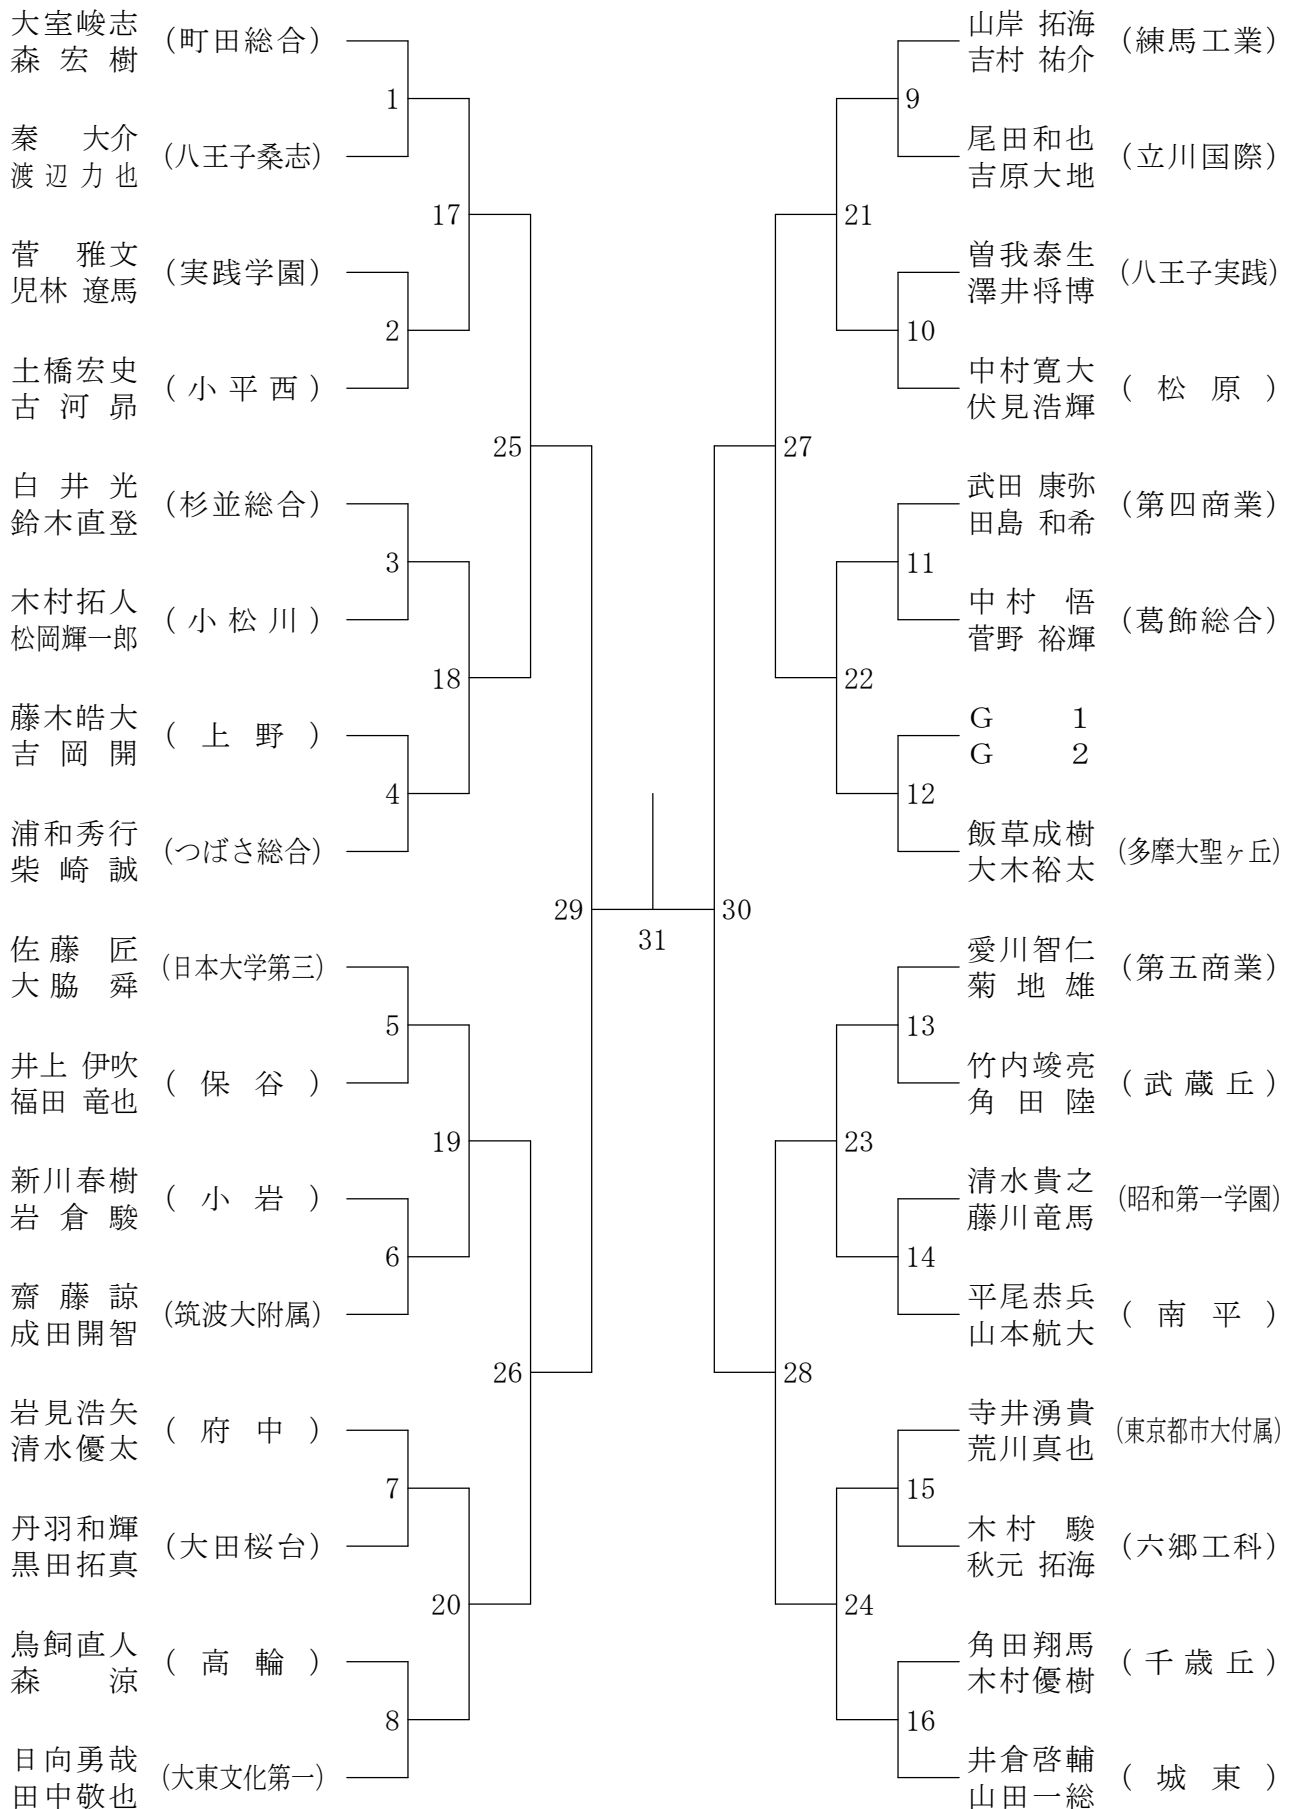 大室峻志 (町田総合)
森宏樹
1
秦 大介 (八王子桑志)
渡辺力也
17
菅 雅文 (実践学園)
児林 遼馬
2
土橋宏史 (小平西)
古河昴
25
白井光 (杉並総合)
鈴木直登
3
木村拓人 (小松川)
松岡輝一郎
18
藤木皓大 (上野)
吉岡開
4
浦和秀行 (つばさ総合)
柴崎誠
29
佐藤 匠 (日本大学第三)
大脇 舜
5
井上 伊吹 (保谷)
福田 竜也
19
新川春樹 (小岩)
岩倉駿
6
齋藤諒 (筑波大附属)
成田開智
26
岩見浩矢 (府中)
清水優太
7
丹羽和輝 (大田桜台)
黒田拓真
20
鳥飼直人 (高輪)
森 涼
8
日向勇哉 (大東文化第一)
田中敬也
31
山岸 拓海 (練馬工業)
吉村 祐介
9
尾田和也 (立川国際)
吉原大地
21
曽我泰生 (八王子実践)
澤井将博
10
中村寛大 (松原)
伏見浩輝
27
武田 康弥 (第四商業)
田島 和希
11
中村 悟 (葛飾総合)
菅野 裕輝
22
G 1
G 2
12
飯草成樹 (多摩大聖ヶ丘)
大木裕太
30
愛川智仁 (第五商業)
菊地雄
13
竹内竣亮 (武蔵丘)
角田陸
23
清水貴之 (昭和第一学園)
藤川竜馬
14
平尾恭兵 (南平)
山本航大
28
寺井湧貴 (東京都市大付属)
荒川真也
15
木村 駿 (六郷工科)
秋元 拓海
24
角田翔馬 (千歳丘)
木村優樹
16
井倉啓輔 (城東)
山田一総